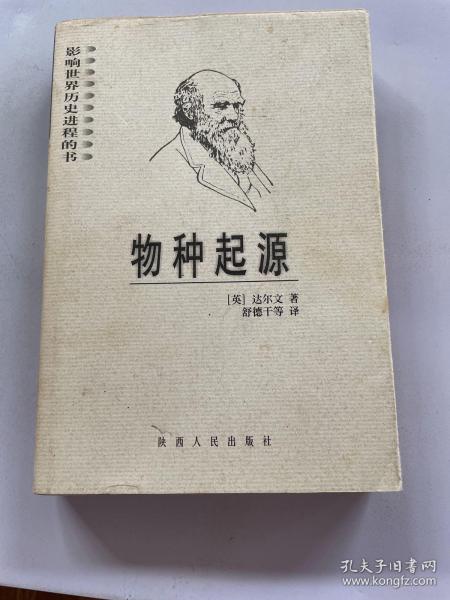 影响世界历史进程的书
物种起源
[英] 达尔文 著
舒德干等 译
陕西人民出版社
孔夫子旧书网
www.kongfz.com